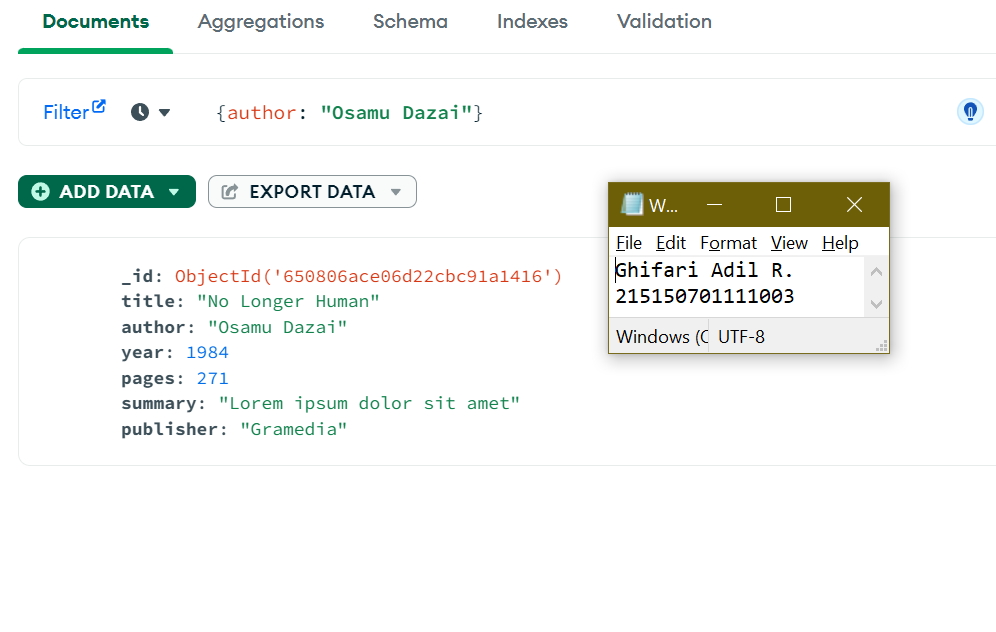 Documents Aggregations Schema Indexes Validation
Filter {author: "Osamu Dazai"}
ADD DATA EXPORT DATA
W...
File Edit Format View Help
Ghifari Adil R.
215150701111003
Windows (C UTF-8
_id: ObjectId('650806ace06d22cbc91a1416')
title: "No Longer Human"
author: "Osamu Dazai"
year: 1984
pages: 271
summary: "Lorem ipsum dolor sit amet"
publisher: "Gramedia"